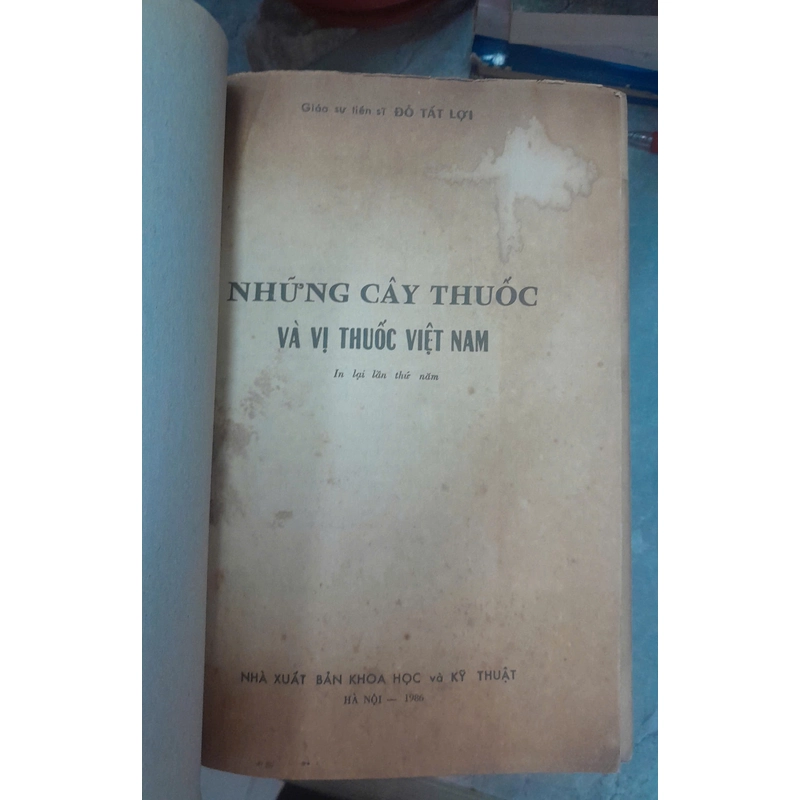 Giáo sư tiến sĩ ĐỖ TẤT LỢI
NHỮNG CÂY THUỐC
VÀ VỊ THUỐC VIỆT NAM
In lại lần thứ năm
NHÀ XUẤT BẢN KHOA HỌC và KỸ THUẬT
HÀ NỘI — 1986